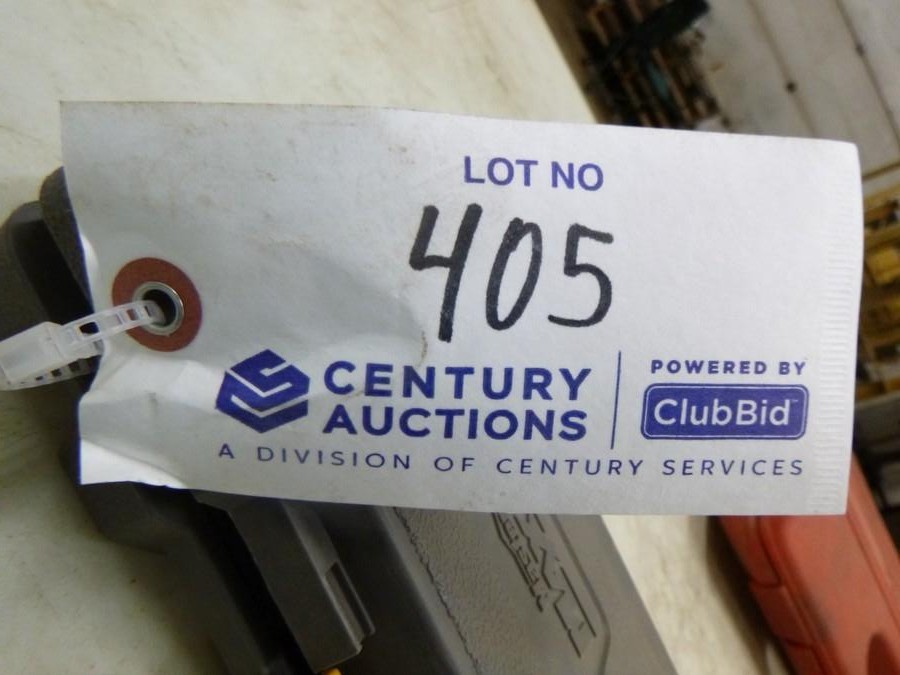 LOT NO
405
CENTURY
AUCTIONS
POWERED BY
ClubBid
A DIVISION OF CENTURY SERVICES